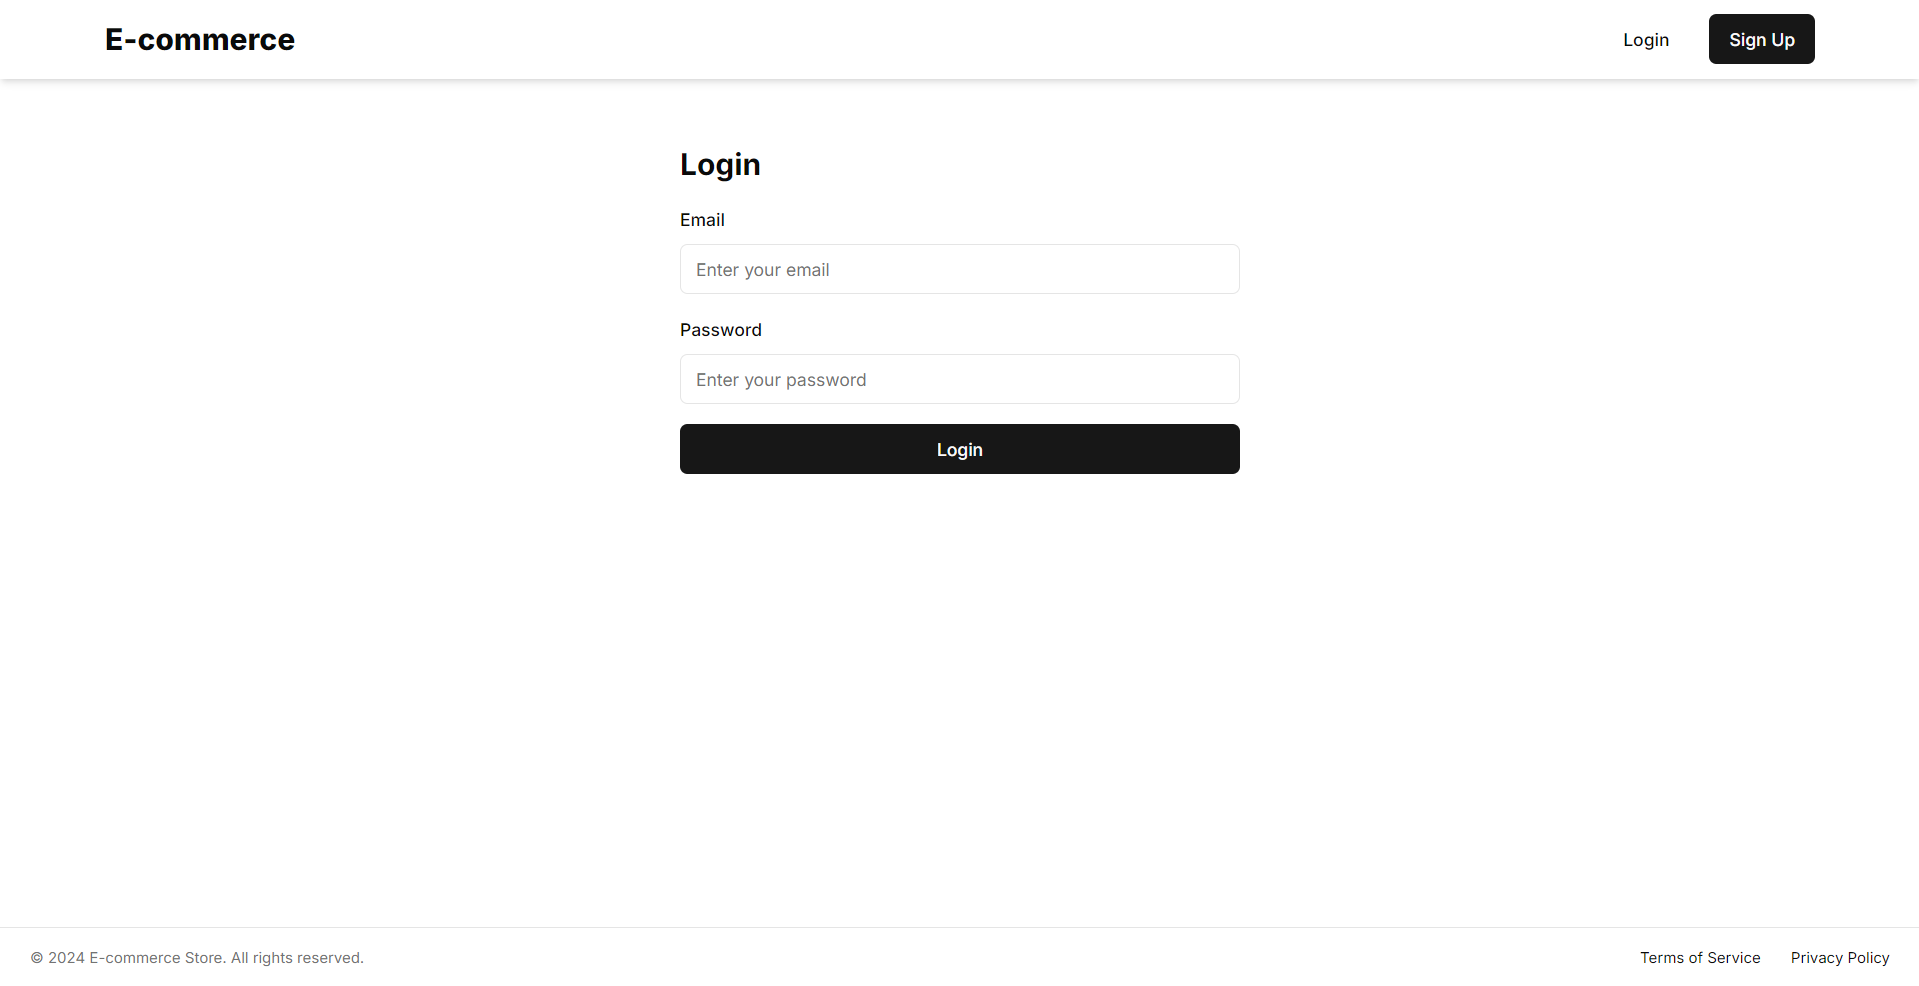 E-commerce
Login
Sign Up
Login
Email
Enter your email
Password
Enter your password
Login
© 2024 E-commerce Store. All rights reserved.
Terms of Service
Privacy Policy